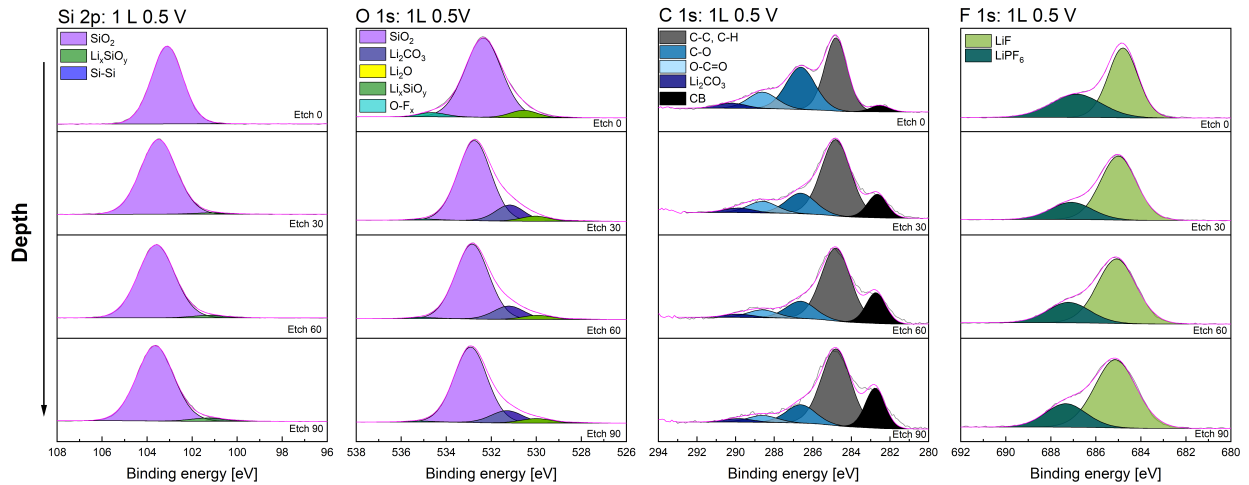 Si 2p: 1 L 0.5 V
SiO2
LixSiOy
Si-Si
Etch 0
Etch 30
Etch 60
Etch 90
108 106 104 102 100 98 96
Binding energy [eV]
Depth
O 1s: 1L 0.5V
SiO2
Li2CO3
Li2O
LixSiOy
O-Fx
Etch 0
Etch 30
Etch 60
Etch 90
538 536 534 532 530 528 526
Binding energy [eV]
C 1s: 1L 0.5 V
C-C, C-H
C-O
O-C=O
Li2CO3
CB
Etch 0
Etch 30
Etch 60
Etch 90
294 292 290 288 286 284 282 280
Binding energy [eV]
F 1s: 1L 0.5 V
LiF
LiPF6
Etch 0
Etch 30
Etch 60
Etch 90
692 690 688 686 684 682 680
Binding energy [eV]